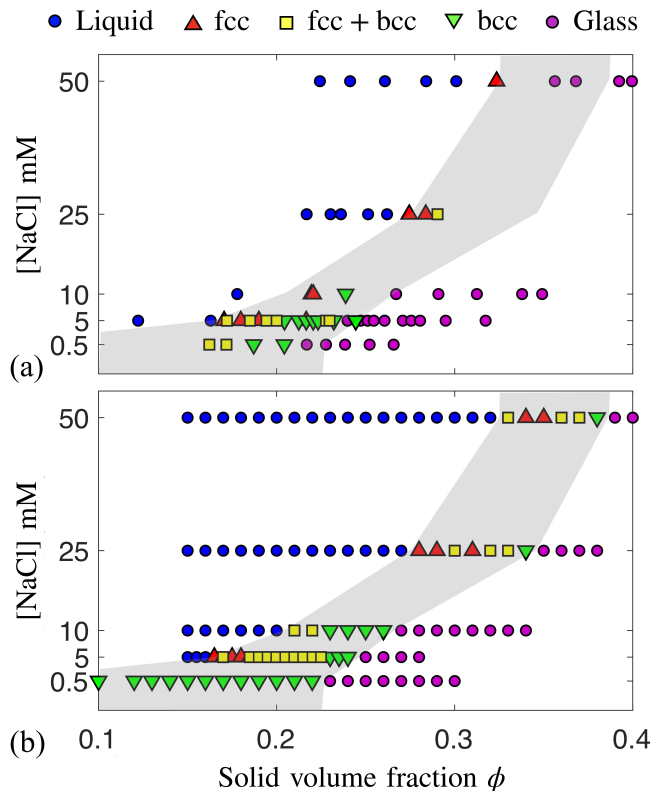 Liquid fcc fcc + bcc bcc Glass
50
25
10
5
0.5
[NaCl] mM
(a)
50
25
10
5
0.5
[NaCl] mM
(b)
0.1 0.2 0.3 0.4
Solid volume fraction ϕ